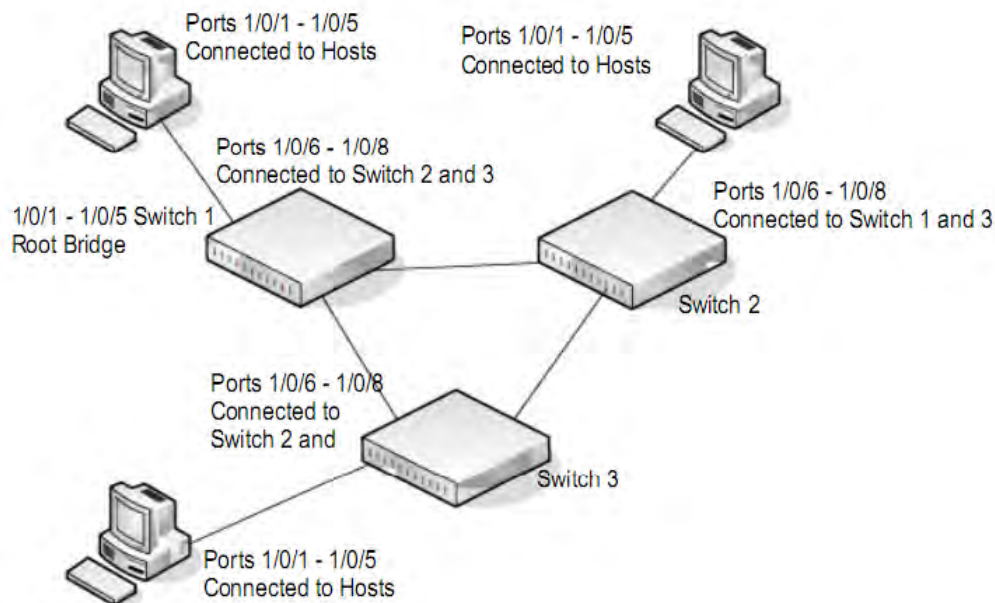 Ports 1/0/1 - 1/0/5
Connected to Hosts
Ports 1/0/1 - 1/0/5
Connected to Hosts
Ports 1/0/6 - 1/0/8
Connected to Switch 2 and 3
Ports 1/0/6 - 1/0/8
Connected to Switch 1 and 3
1/0/1 - 1/0/5 Switch 1
Root Bridge
Switch 2
Ports 1/0/6 - 1/0/8
Connected to
Switch 2 and
Switch 3
Ports 1/0/1 - 1/0/5
Connected to Hosts